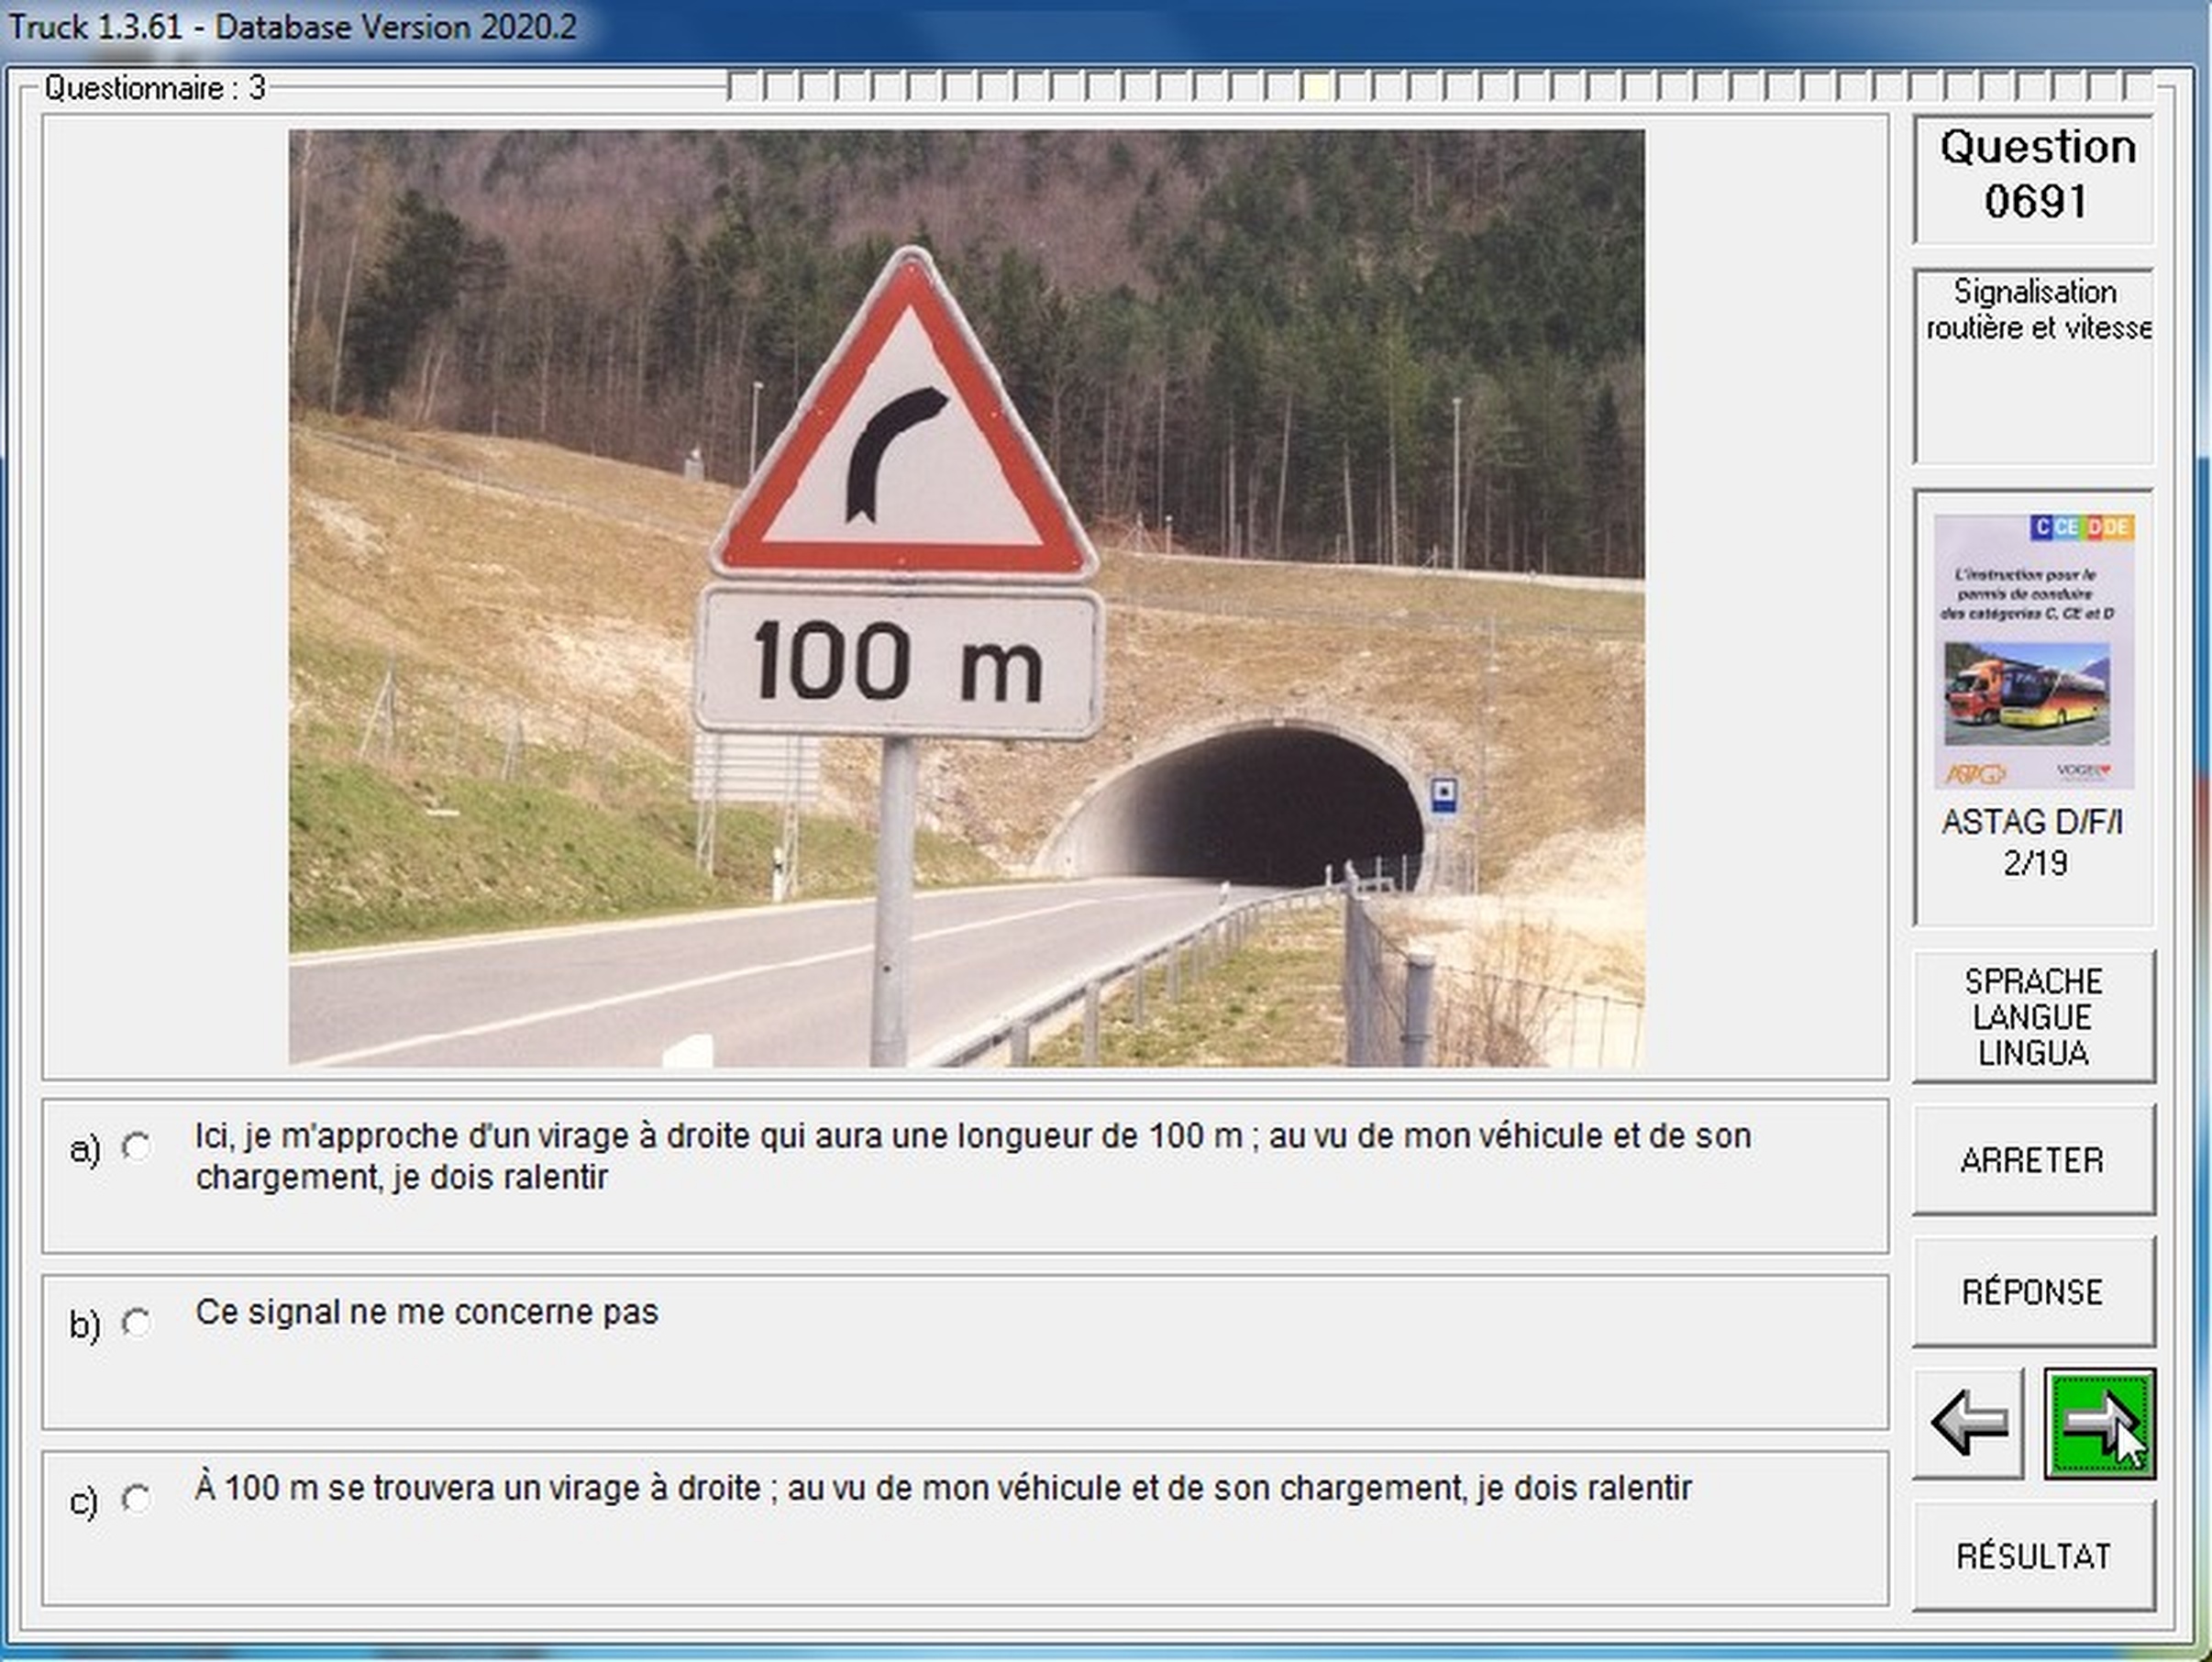 Truck 1.3.61 - Database Version 2020.2
Questionnaire : 3
100 m
Question
0691
Signalisation
routière et vitesse
C CE D DE
L'instruction pour le
permis de conduire
des catégories C, CE et D
ASTAG
VOGEL
ASTAG D/F/I
2/19
SPRACHE
LANGUE
LINGUA
ARRETER
RÉPONSE
RÉSULTAT
a) Ici, je m'approche d'un virage à droite qui aura une longueur de 100 m ; au vu de mon véhicule et de son
chargement, je dois ralentir
b) Ce signal ne me concerne pas
c) À 100 m se trouvera un virage à droite ; au vu de mon véhicule et de son chargement, je dois ralentir